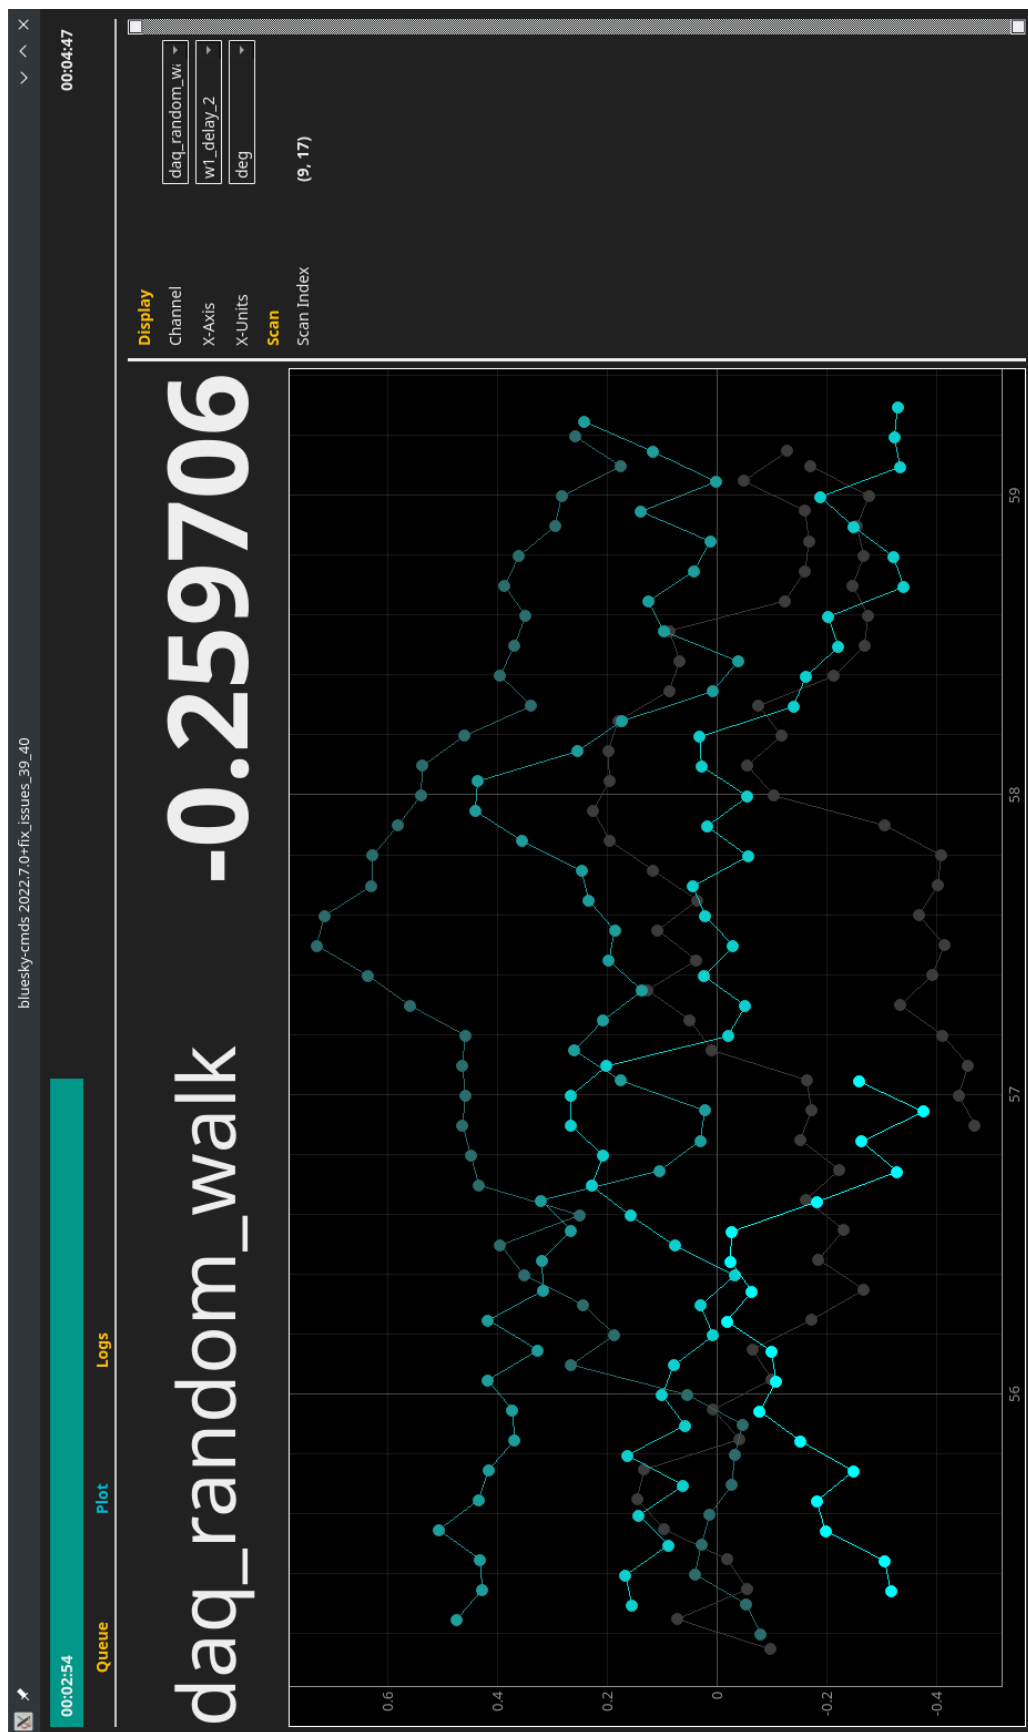 bluesky-cmds 2022.7.0+fix_issues_39_40
00:02:54
00:04:47
Queue
Plot
Logs
daq_random_walk
-0.259706
0.6
0.4
0.2
0
-0.2
-0.4
56
57
58
59
Display
Channel
daq_random_w
X-Axis
w1_delay_2
X-Units
deg
Scan
Scan Index
(9, 17)